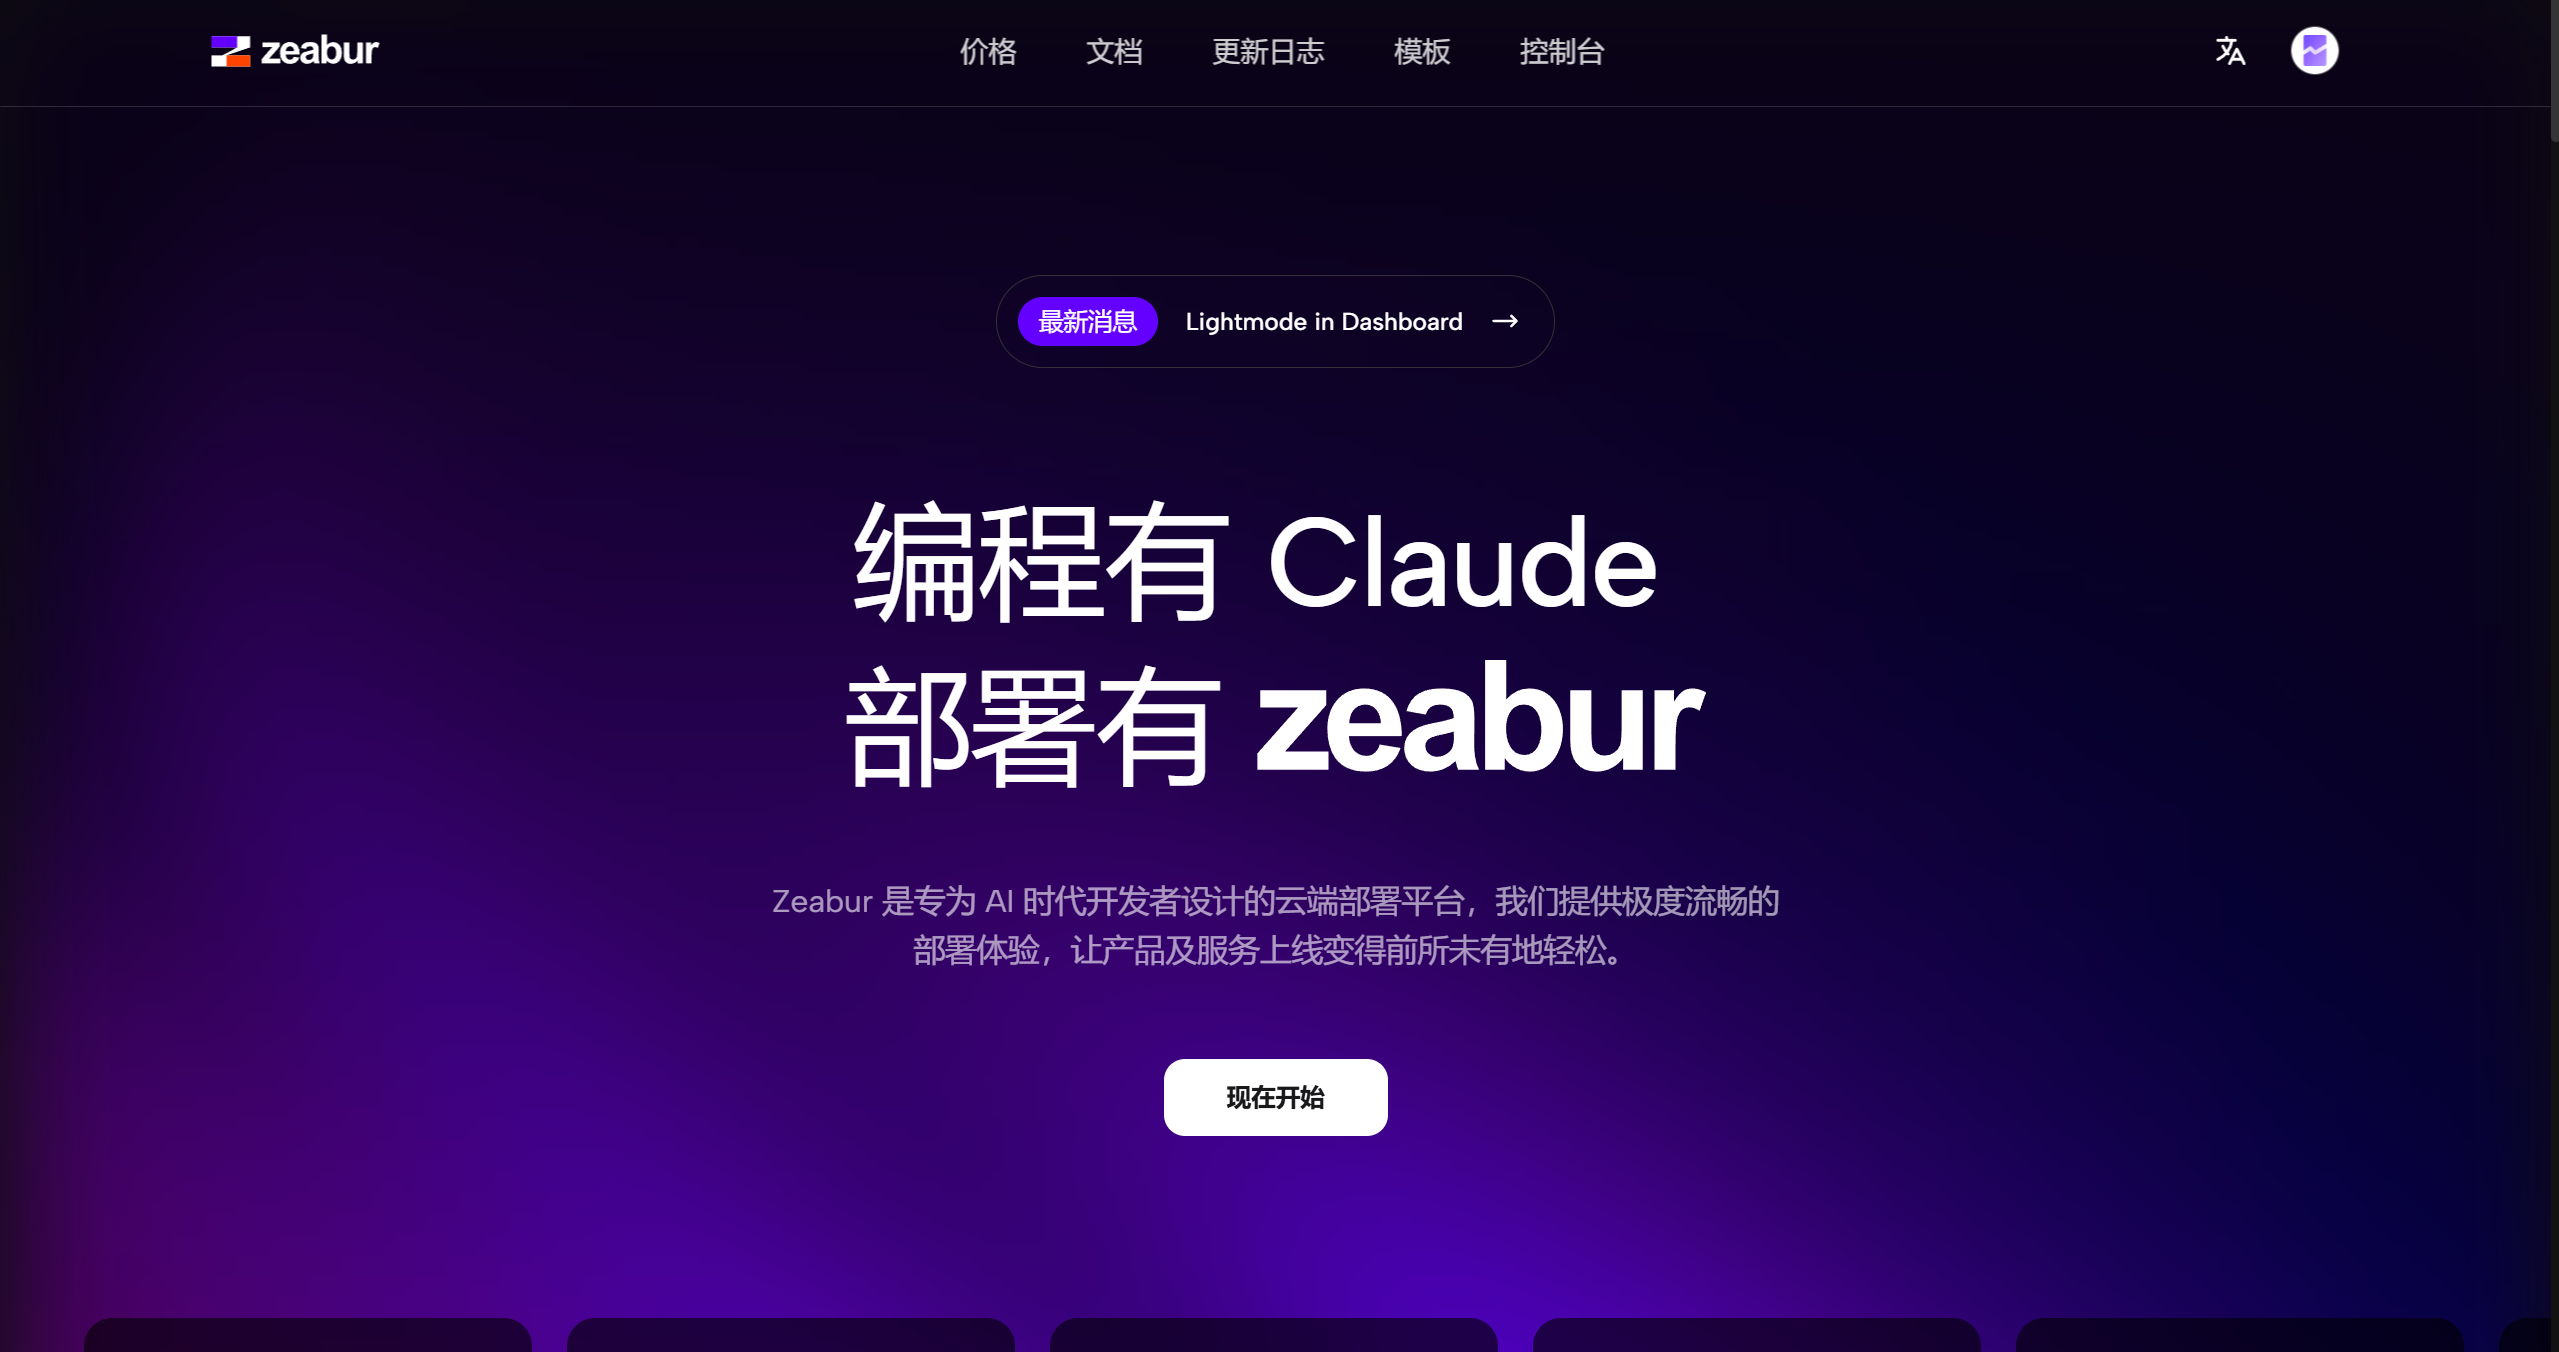 zeabur
价格 文档 更新日志 模板 控制台
最新消息 Lightmode in Dashboard →
编程有 Claude
部署有 zeabur
Zeabur 是专为 AI 时代开发者设计的云端部署平台，我们提供极度流畅的
部署体验，让产品及服务上线变得前所未有地轻松。
现在开始